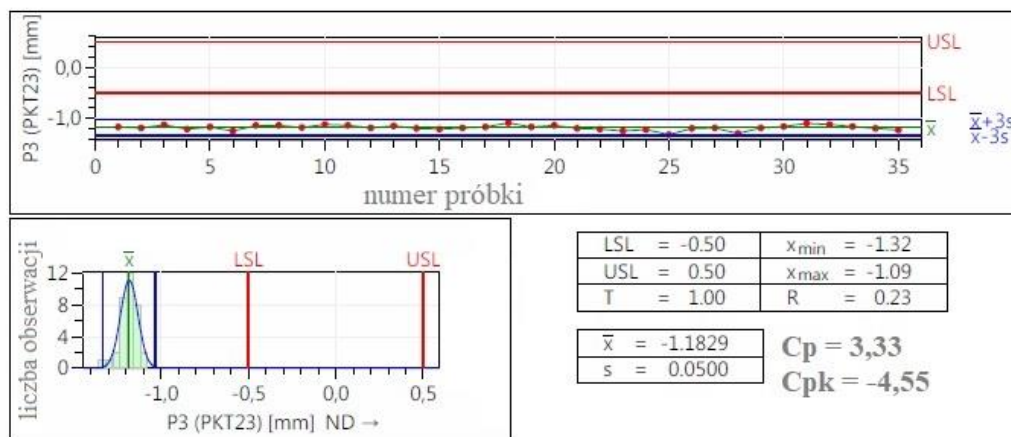 P3 (PKT23) [mm]
0,0
-1,0
USL
LSL
x̅
x̅+3s
x̅-3s
0 5 10 15 20 25 30 35
numer próbki
liczba obserwacji
12
8
4
0
x̅
LSL
USL
-1,0 -0,5 0,0 0,5
P3 (PKT23) [mm] ND →
LSL = -0.50 xmin = -1.32
USL = 0.50 xmax = -1.09
T = 1.00 R = 0.23
x̅ = -1.1829
s = 0.0500
Cp = 3,33
Cpk = -4,55